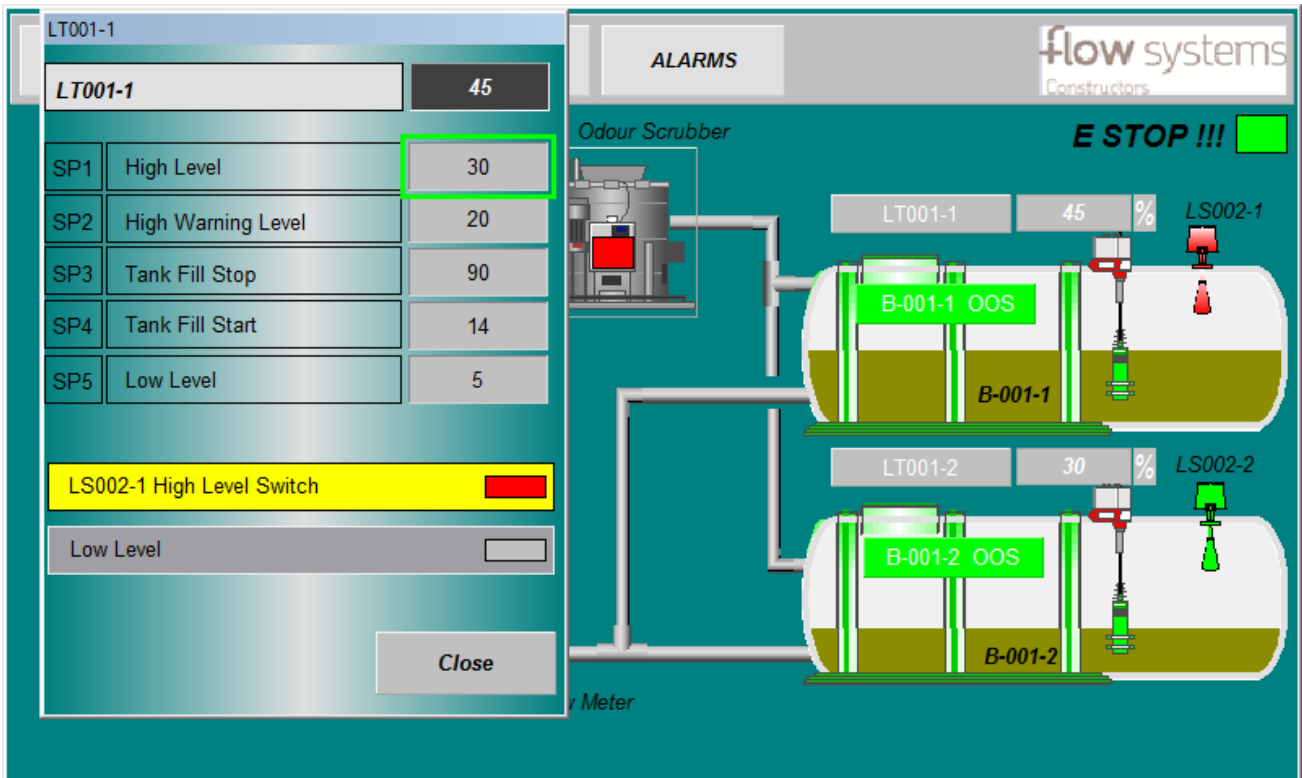 LT001-1
LT001-1 45
SP1 High Level 30
SP2 High Warning Level 20
SP3 Tank Fill Stop 90
SP4 Tank Fill Start 14
SP5 Low Level 5
LS002-1 High Level Switch
Low Level
Close
ALARMS
flow systems
Constructors
Odour Scrubber
E STOP !!!
LT001-1 45 % LS002-1
B-001-1 OOS
B-001-1
LT001-2 30 % LS002-2
B-001-2 OOS
B-001-2
Meter